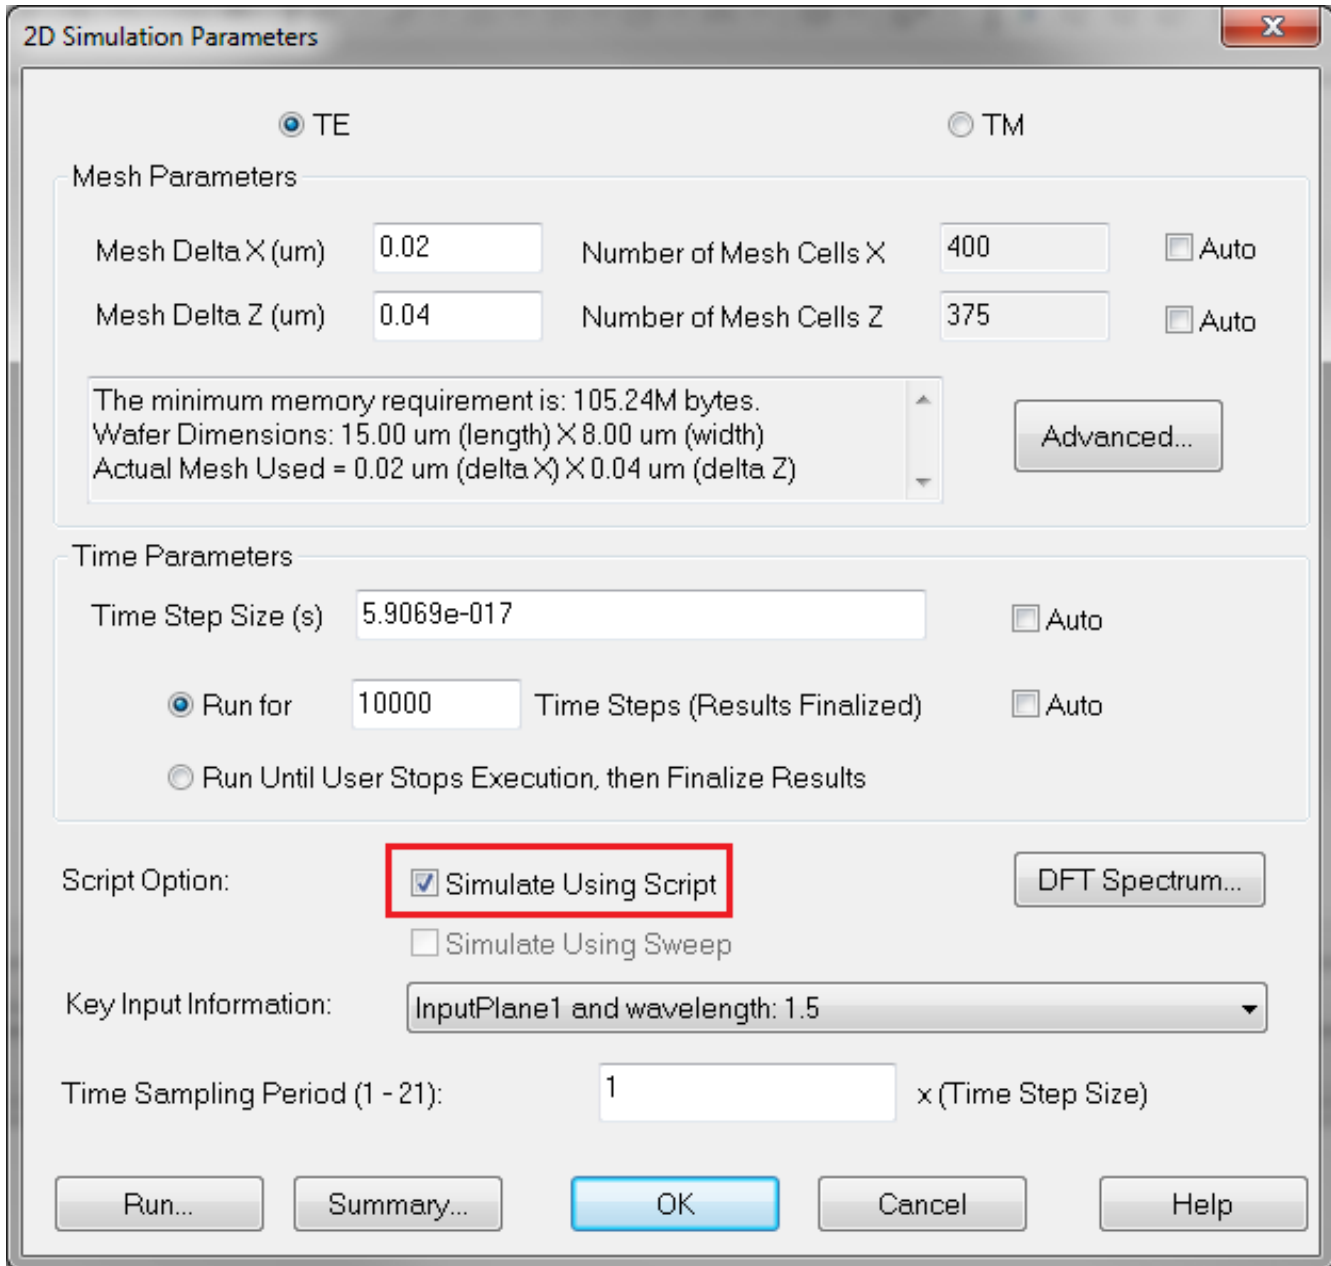 2D Simulation Parameters
TE TM
Mesh Parameters
Mesh Delta X (um) 0.02 Number of Mesh Cells X 400 Auto
Mesh Delta Z (um) 0.04 Number of Mesh Cells Z 375 Auto
The minimum memory requirement is: 105.24M bytes.
Wafer Dimensions: 15.00 um (length) X 8.00 um (width)
Actual Mesh Used = 0.02 um (delta X) X 0.04 um (delta Z)
Advanced...
Time Parameters
Time Step Size (s) 5.9069e-017 Auto
Run for 10000 Time Steps (Results Finalized) Auto
Run Until User Stops Execution, then Finalize Results
Script Option: Simulate Using Script DFT Spectrum...
Simulate Using Sweep
Key Input Information: InputPlane1 and wavelength: 1.5
Time Sampling Period (1 - 21): 1 x (Time Step Size)
Run... Summary... OK Cancel Help